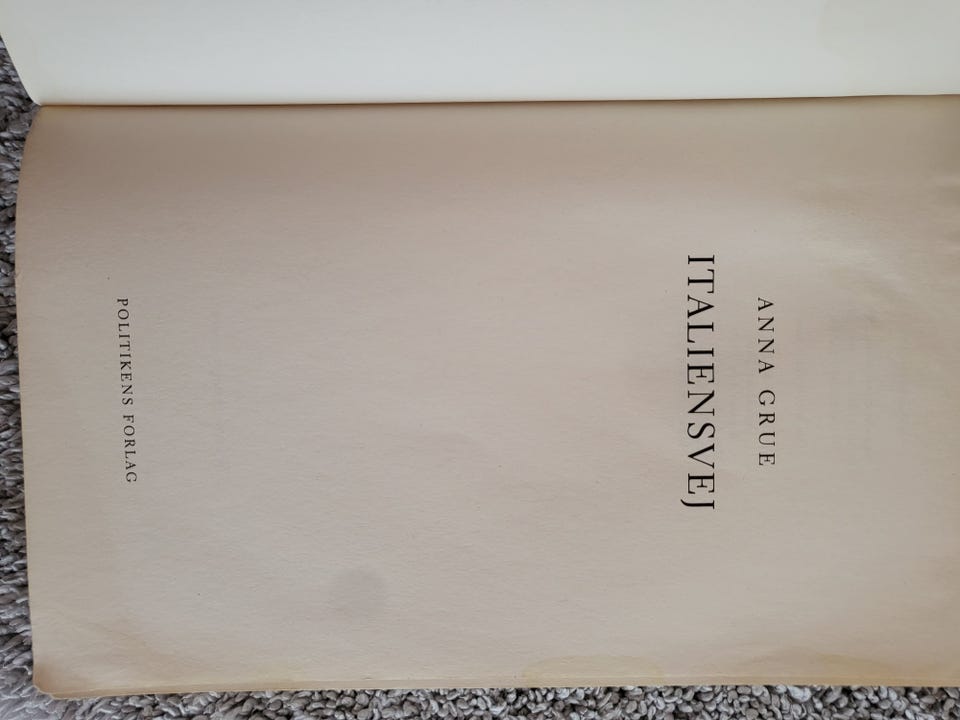 ANNA GRUE
ITALIENSVEJ
POLITIKENS FORLAG